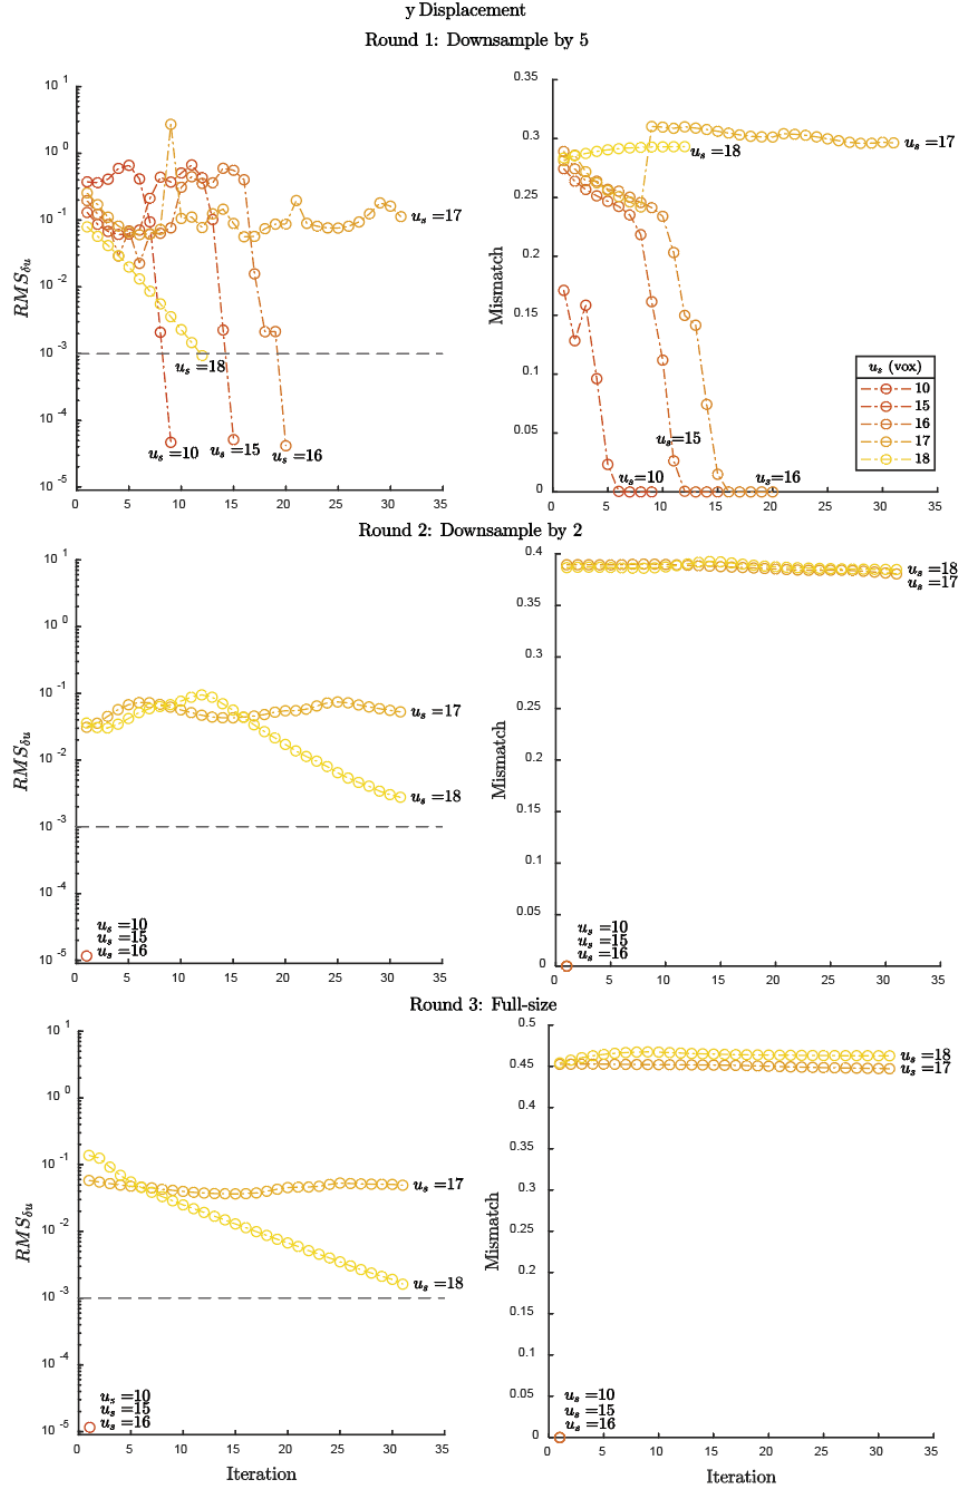 y Displacement
Round 1: Downsample by 5
10 1
10 0
10 -1
10 -2
10 -3
10 -4
10 -5
RMS_δu
0 5 10 15 20 25 30 35
u_s =17
u_s =18
u_s =10
u_s =15
u_s =16
0.35
0.3
0.25
0.2
0.15
0.1
0.05
0
Mismatch
5 10 15 20 25 30 35
u_s =17
u_s =18
u_s =15
u_s =10
u_s =16
u_s (vox)
10
15
16
17
18
Round 2: Downsample by 2
10 1
10 0
10 -1
10 -2
10 -3
10 -4
10 -5
RMS_δu
0 5 10 15 20 25 30 35
u_s =17
u_s =18
u_s =10
u_s =15
u_s =16
0.4
0.35
0.3
0.25
0.2
0.15
0.1
0.05
0
Mismatch
5 10 15 20 25 30 35
u_s =18
u_s =17
u_s =10
u_s =15
u_s =16
Round 3: Full-size
10 1
10 0
10 -1
10 -2
10 -3
10 -4
10 -5
RMS_δu
0 5 10 15 20 25 30 35
u_s =17
u_s =18
u_s =10
u_s =15
u_s =16
Iteration
0.5
0.45
0.4
0.35
0.3
0.25
0.2
0.15
0.1
0.05
0
Mismatch
0 5 10 15 20 25 30 35
u_s =18
u_s =17
u_s =10
u_s =15
u_s =16
Iteration